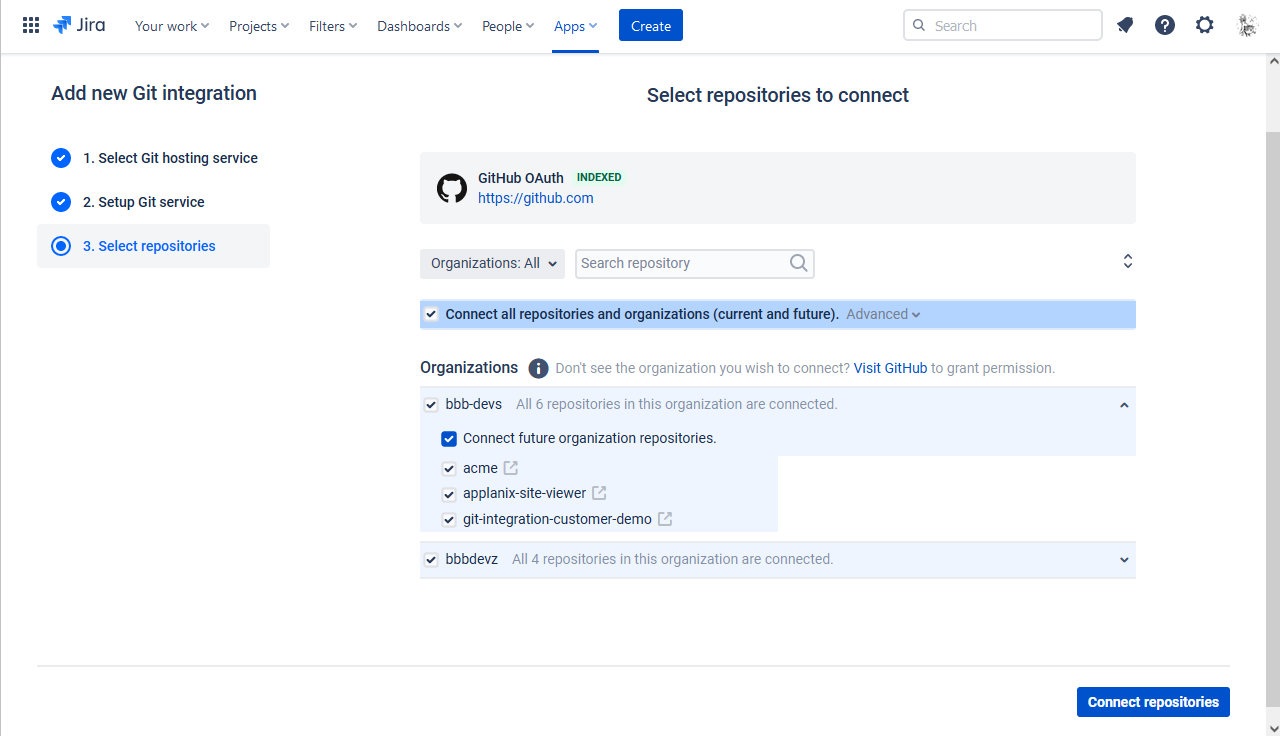 Jira Your work Projects Filters Dashboards People Apps Create Search
Add new Git integration
1. Select Git hosting service
2. Setup Git service
3. Select repositories
Select repositories to connect
GitHub OAuth INDEXED
https://github.com
Organizations: All Search repository
Connect all repositories and organizations (current and future). Advanced
Organizations Don't see the organization you wish to connect? Visit GitHub to grant permission.
bbb-devs All 6 repositories in this organization are connected.
Connect future organization repositories.
acme
applanix-site-viewer
git-integration-customer-demo
bbbdevz All 4 repositories in this organization are connected.
Connect repositories